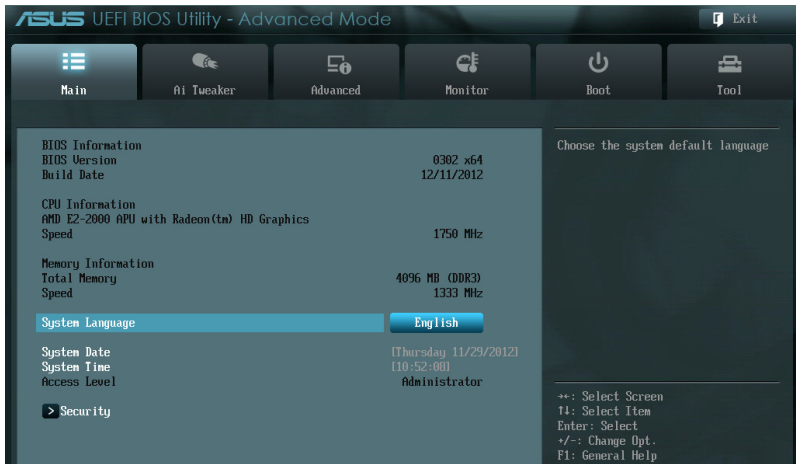 ASUS UEFI BIOS Utility - Advanced Mode
Exit
Main
Ai Tweaker
Advanced
Monitor
Boot
Tool
BIOS Information
BIOS Version 0302 x64
Build Date 12/11/2012
CPU Information
AMD E2-2000 APU with Radeon(tm) HD Graphics
Speed 1750 MHz
Memory Information
Total Memory 4096 MB (DDR3)
Speed 1333 MHz
System Language English
System Date [Thursday 11/29/2012]
System Time [10:52:08]
Access Level Administrator
> Security
Choose the system default language
→←: Select Screen
↑↓: Select Item
Enter: Select
+/-: Change Opt.
F1: General Help